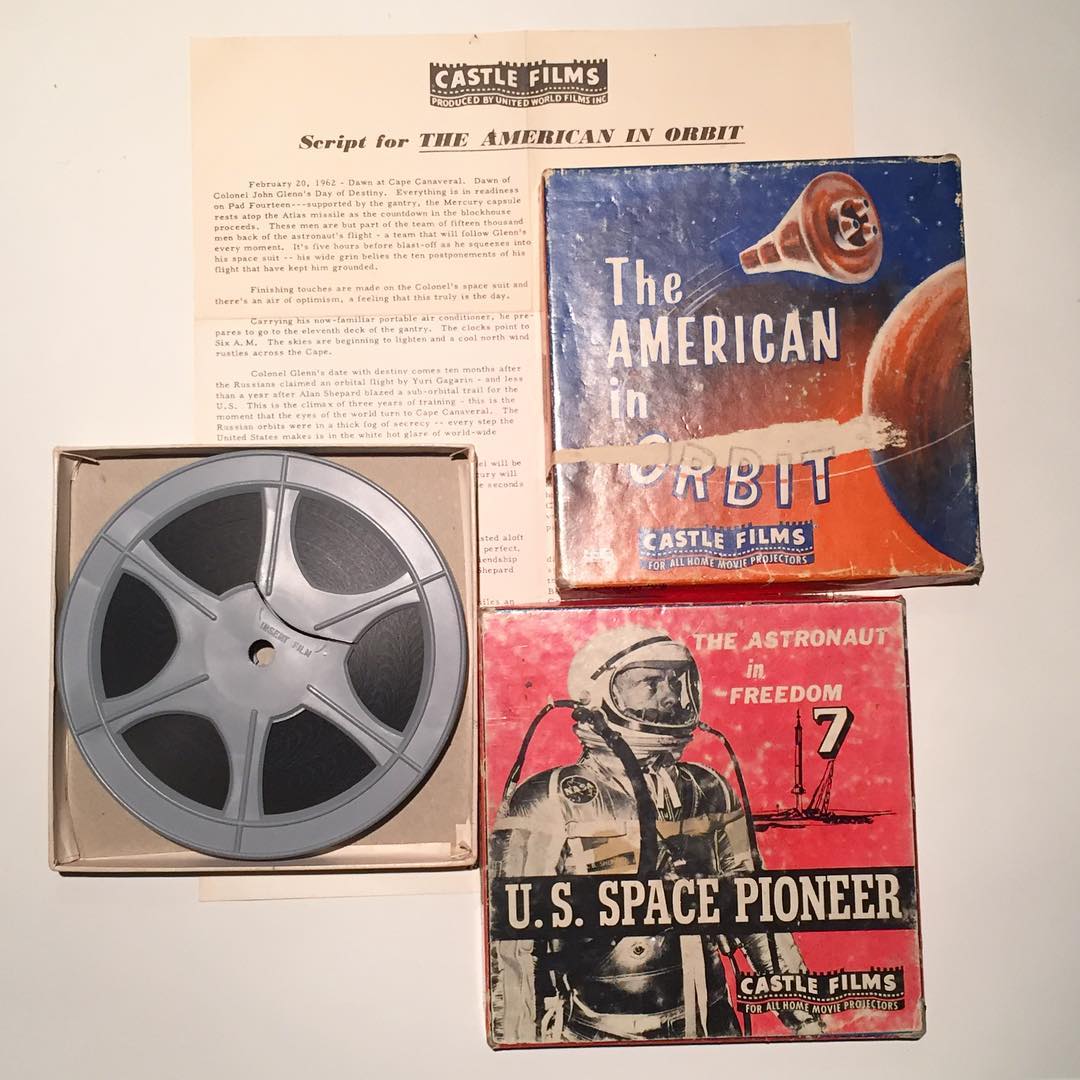 CASTLE FILMS
PRODUCED BY UNITED WORLD FILMS INC
Script for THE AMERICAN IN ORBIT
February 20, 1962 - Dawn at Cape Canaveral. Dawn of
Colonel John Glenn's Day of Destiny. Everything is in readiness
on Pad Fourteen---supported by the gantry, the Mercury capsule
rests atop the Atlas missile as the countdown in the blockhouse
proceeds. These men are but part of the team of fifteen thousand
men back of the astronaut's flight - a team that will follow Glenn's
every moment. It's five hours before blast-off as he squeezes into
his space suit -- his wide grin belies the ten postponements of his
flight that have kept him grounded.
Finishing touches are made on the Colonel's space suit and
there's an air of optimism, a feeling that this truly is the day.
Carrying his now-familiar portable air conditioner, he pre-
pares to go to the eleventh deck of the gantry. The clocks point to
Six A.M. The skies are beginning to lighten and a cool north wind
rustles across the Cape.
Colonel Glenn's date with destiny comes ten months after
the Russians claimed an orbital flight by Yuri Gagarin - and less
than a year after Alan Shepard blazed a sub-orbital trail for the
U.S. This is the climax of three years of training - this is the
moment that the eyes of the world turn to Cape Canaveral. The
Russian orbits were in a thick fog of secrecy -- every step the
United States makes is in the white hot glare of world-wide
will be
will
seconds
aloft
perfect,
Shepard
an
The
AMERICAN
in
ORBIT
CASTLE FILMS
FOR ALL HOME MOVIE PROJECTORS
INSERT FILM
THE ASTRONAUT
in
FREEDOM
7
NASA
U.S. SPACE PIONEER
CASTLE FILMS
FOR ALL HOME MOVIE PROJECTORS